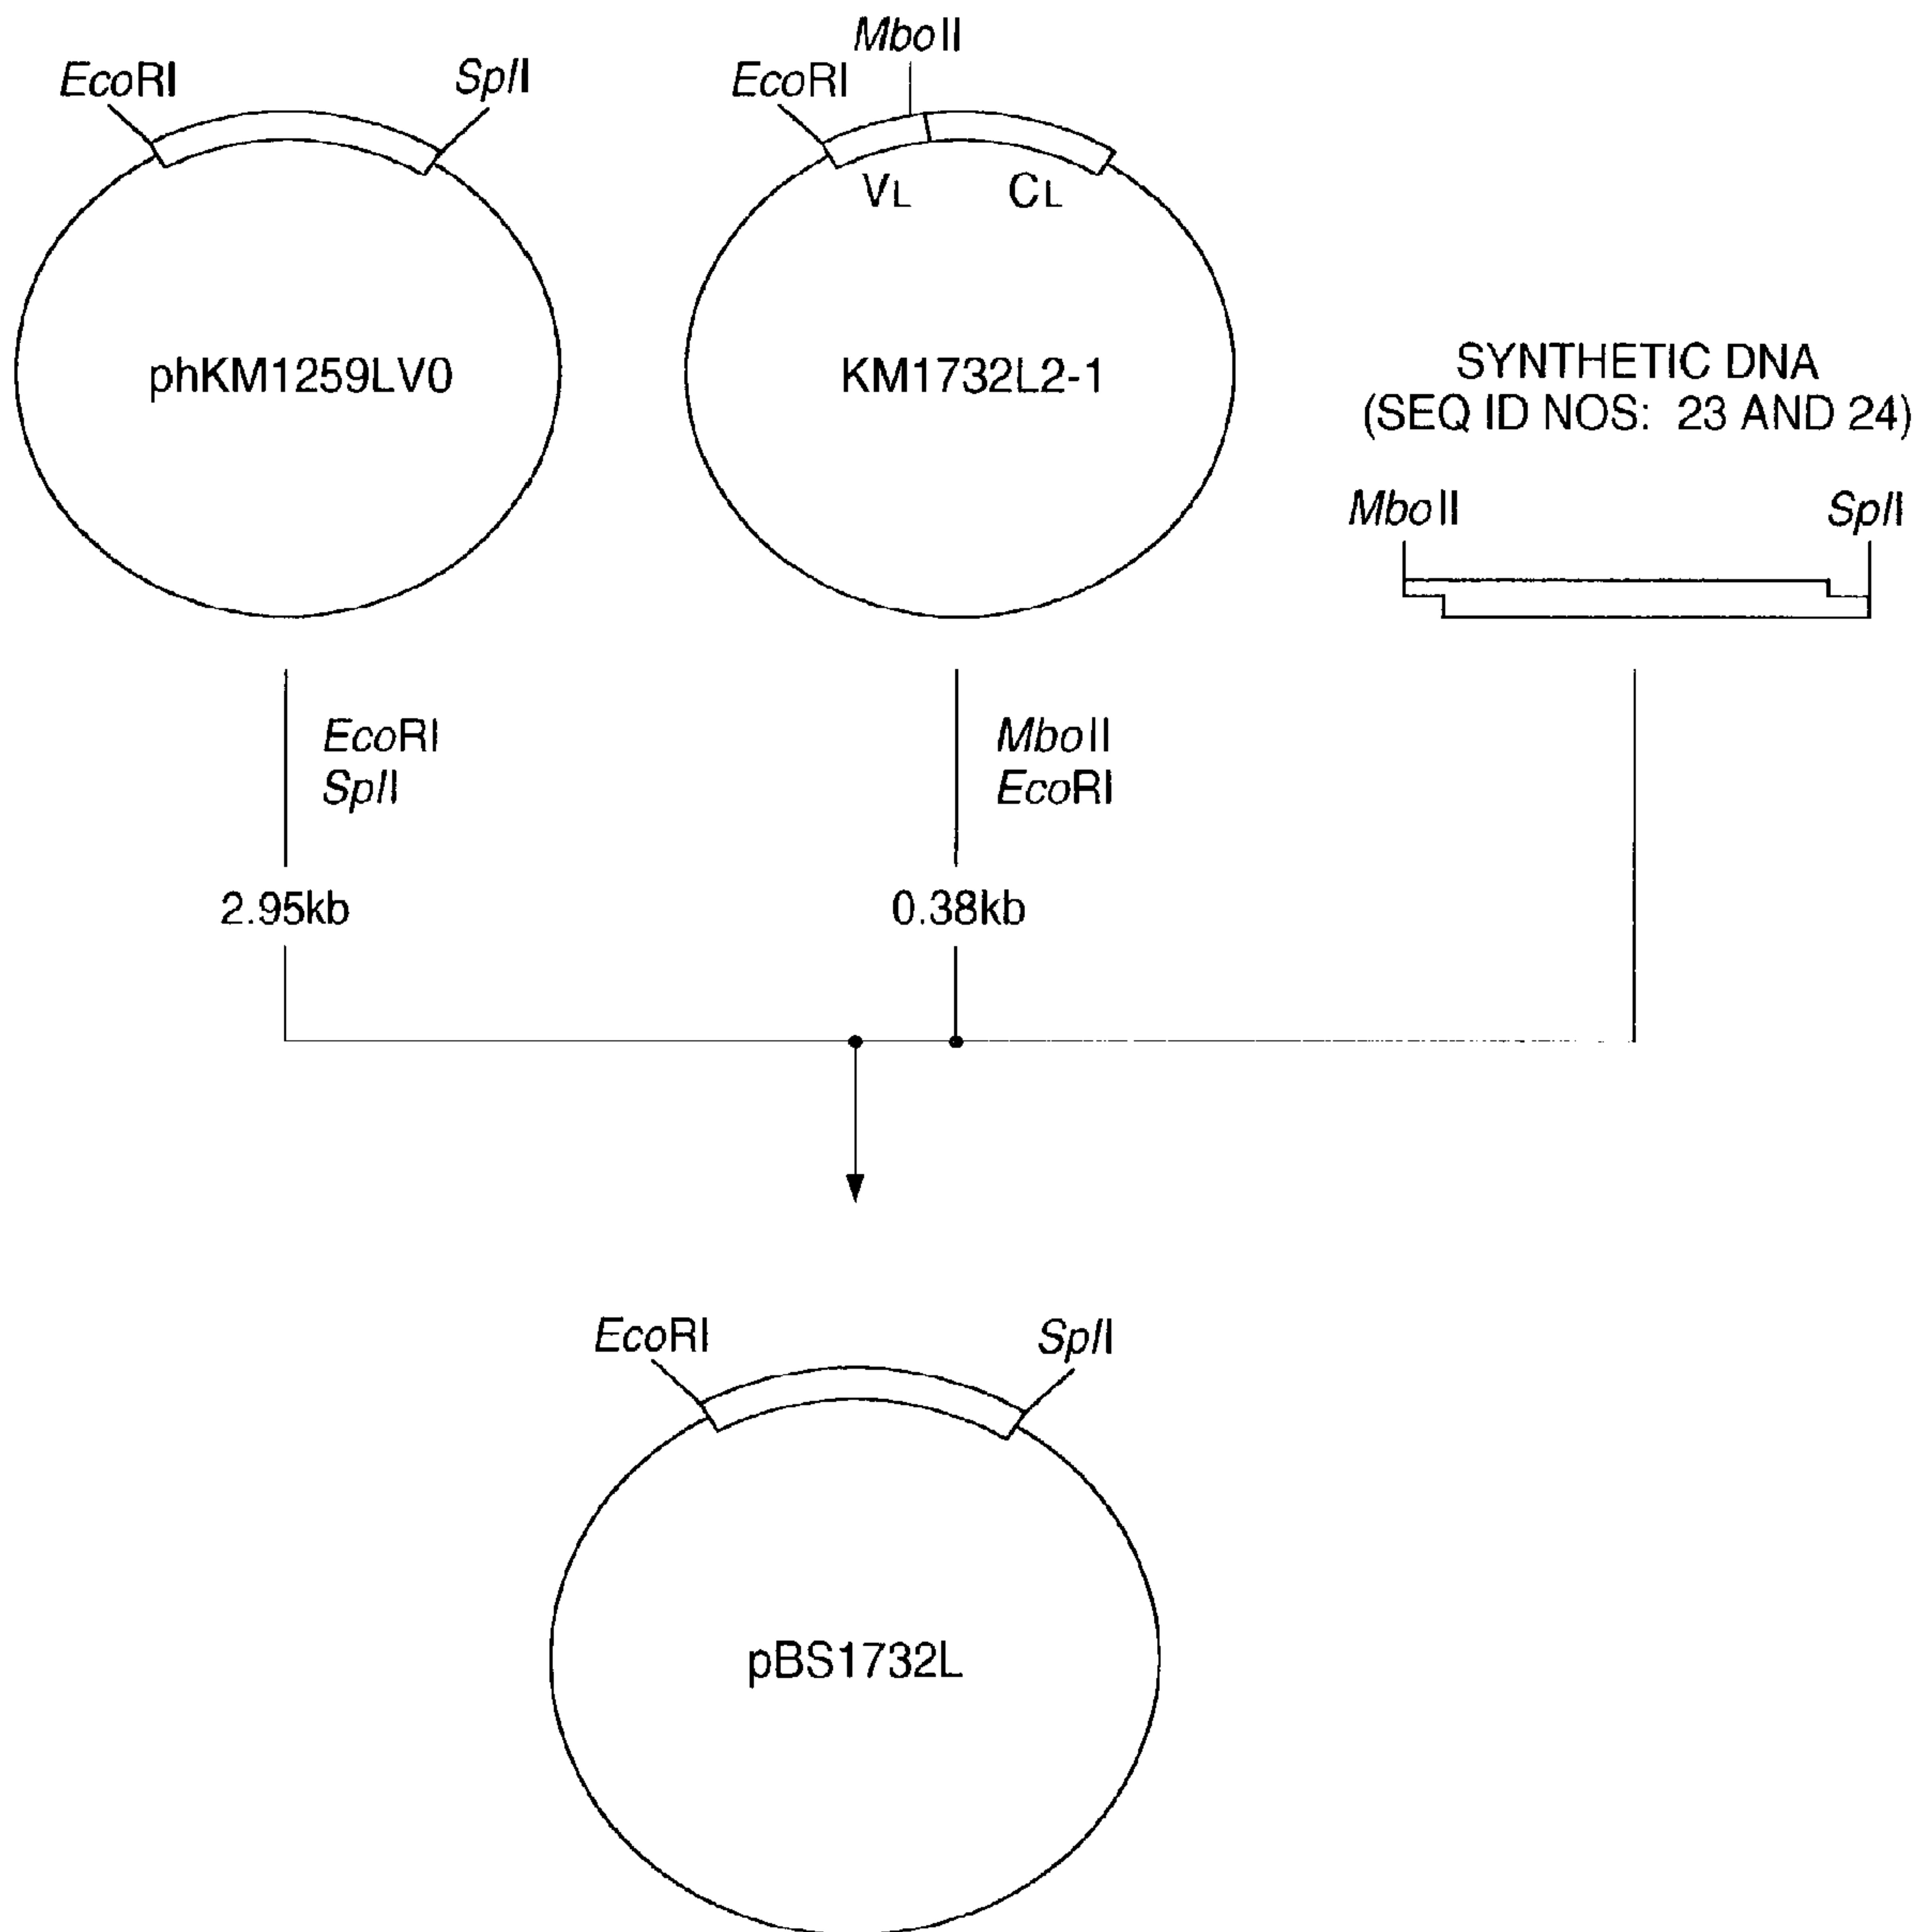 EcoRI
SplI
MboII
EcoRI
VL
CL
phKM1259LV0
KM1732L2-1
SYNTHETIC DNA
(SEQ ID NOS: 23 AND 24)
MboII
SplI
EcoRI
SplI
MboII
EcoRI
2.95kb
0.38kb
EcoRI
SplI
pBS1732L